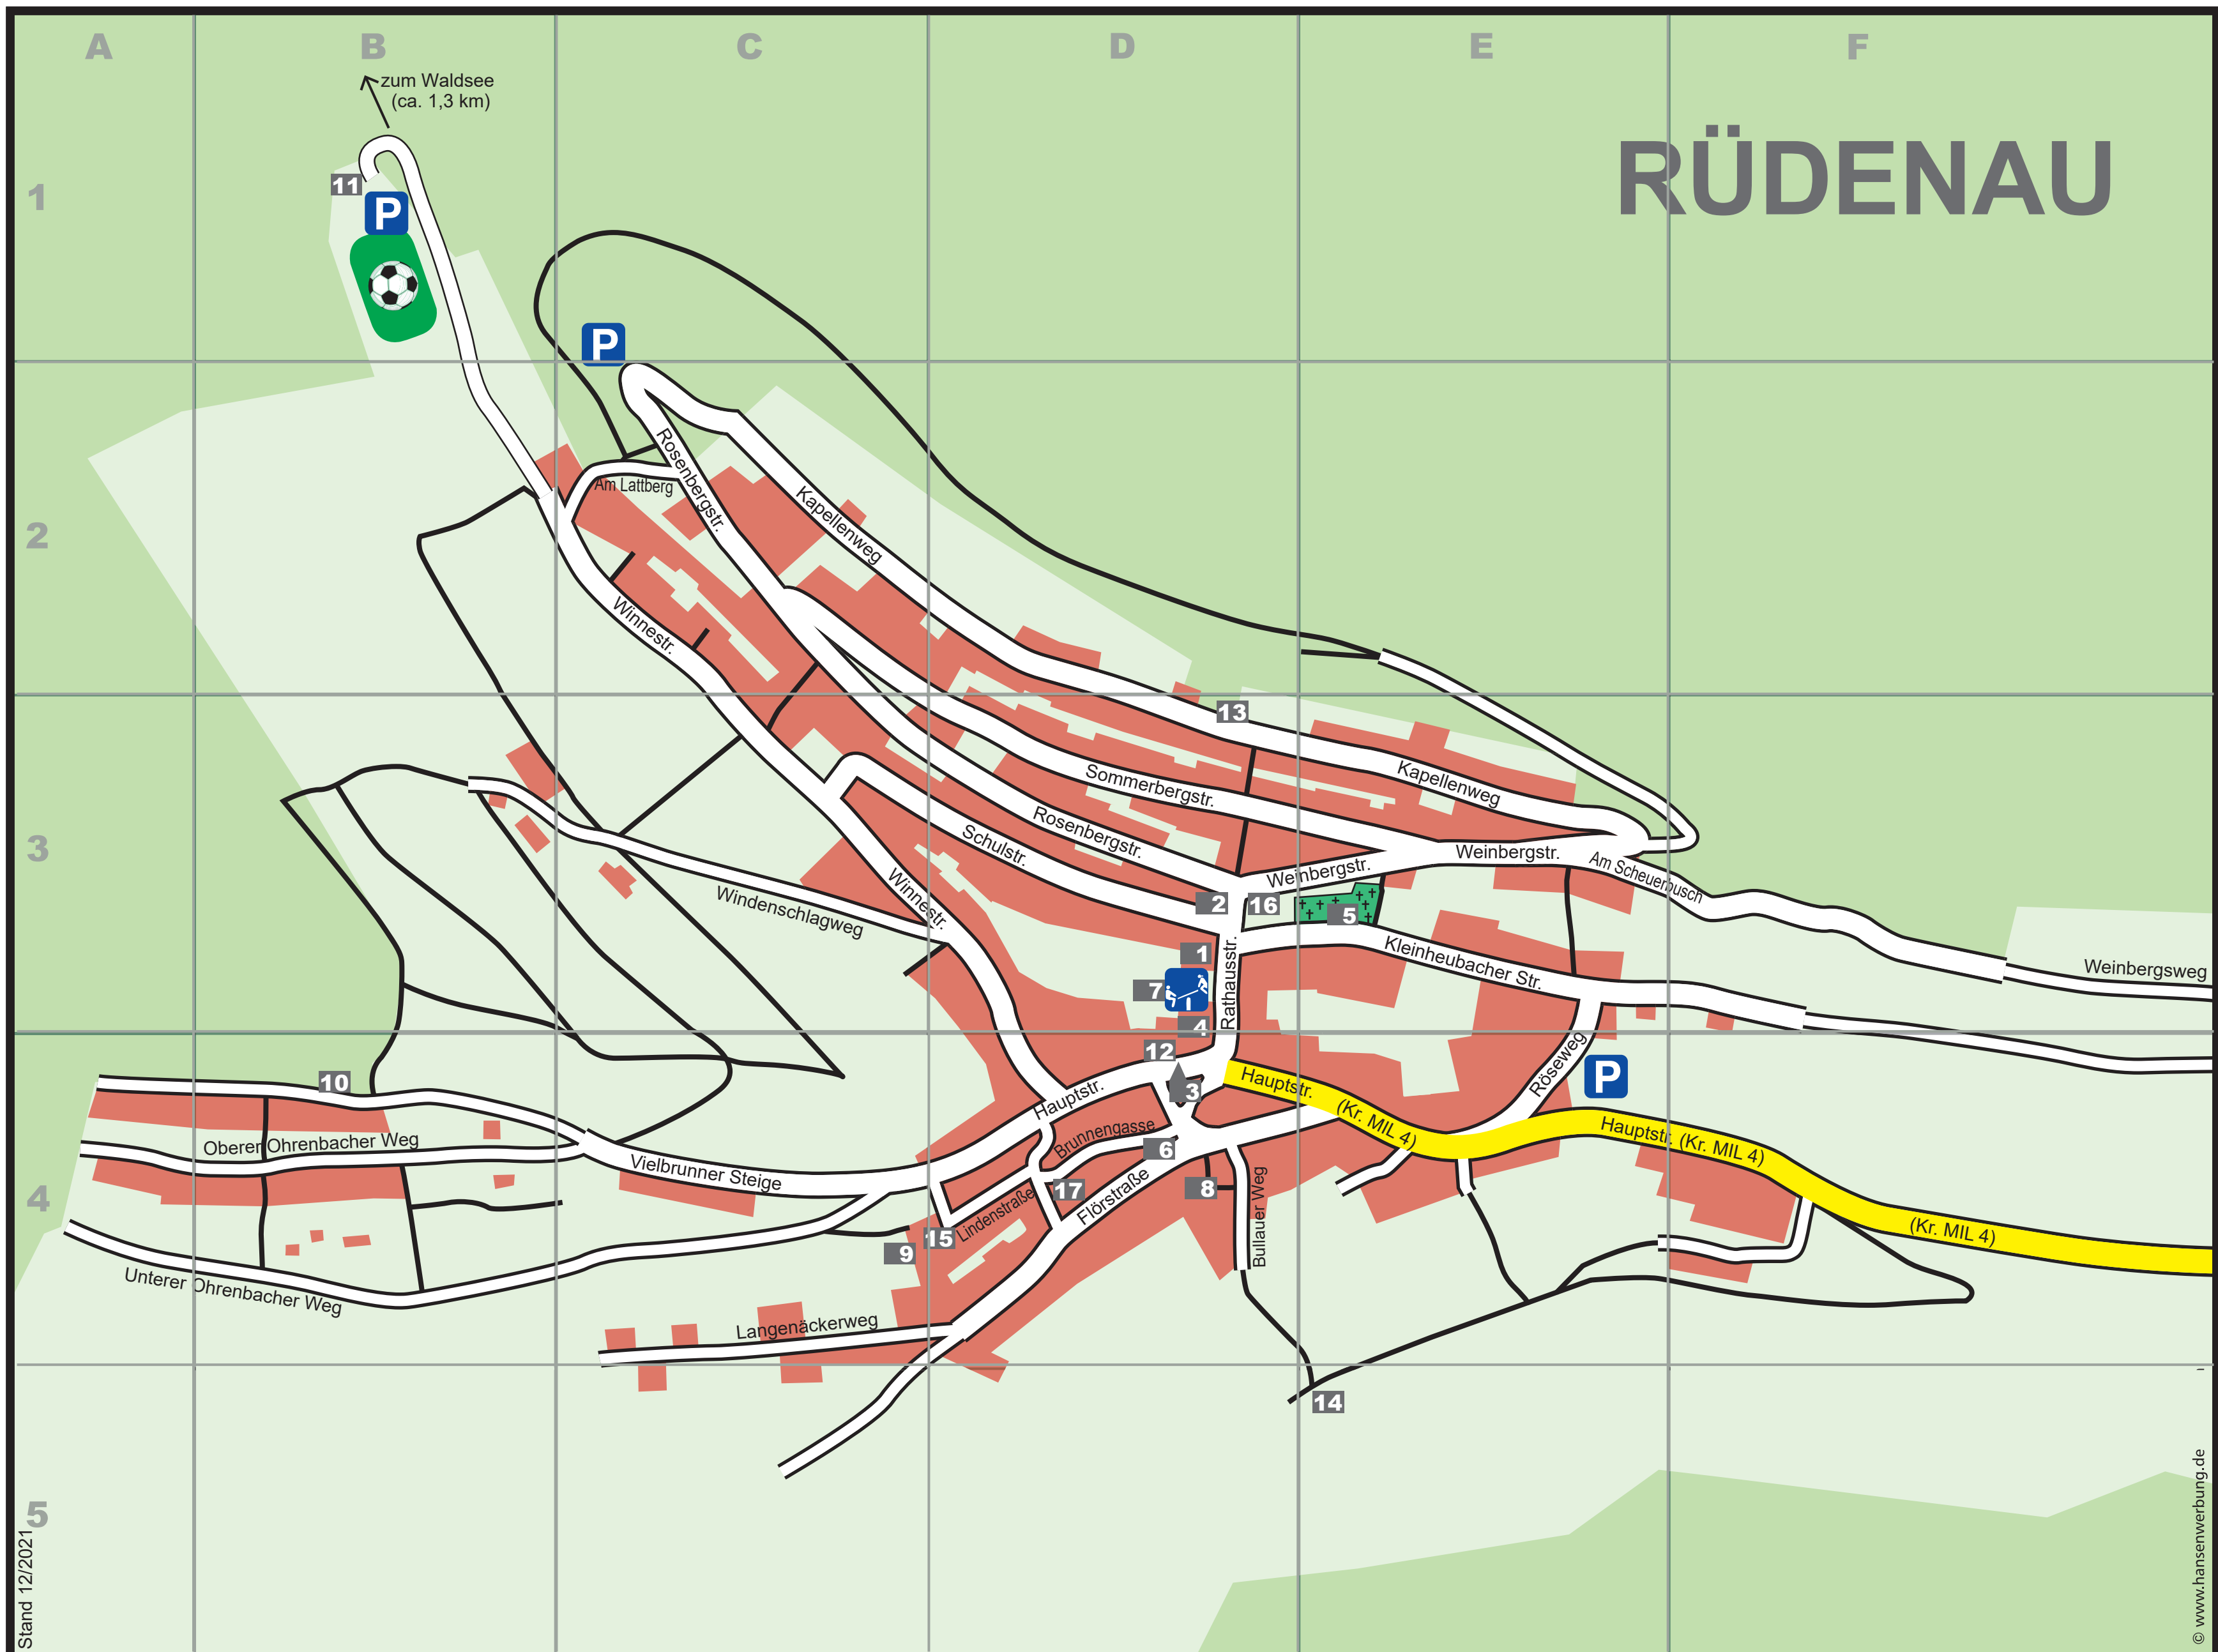 A
B
C
D
E
F
zum Waldsee
(ca. 1,3 km)
RÜDENAU
1
11
P
P
Rosenbergstr.
Am Lattberg
Kapellenweg
2
Winnestr.
13
Kapellenweg
Sommerbergstr.
Rosenbergstr.
Schulstr.
3
Weinbergstr.
Weinbergstr.
Am Scheuerbusch
Winnestr.
Windenschlagweg
2
16
5
Rathausstr.
1
Kleinheubacher Str.
Weinbergsweg
7
4
12
3
Röseweg
P
10
Hauptstr.
Hauptstr.
(Kr. MIL 4)
Hauptstr. (Kr. MIL 4)
Oberer Ohrenbacher Weg
Brunnengasse
6
Vielbrunner Steige
17
8
4
Lindenstraße
Flörstraße
Bullauer Weg
(Kr. MIL 4)
15
9
Unterer Ohrenbacher Weg
Langenäckerweg
14
5
Stand 12/2021
© www.hansenwerbung.de